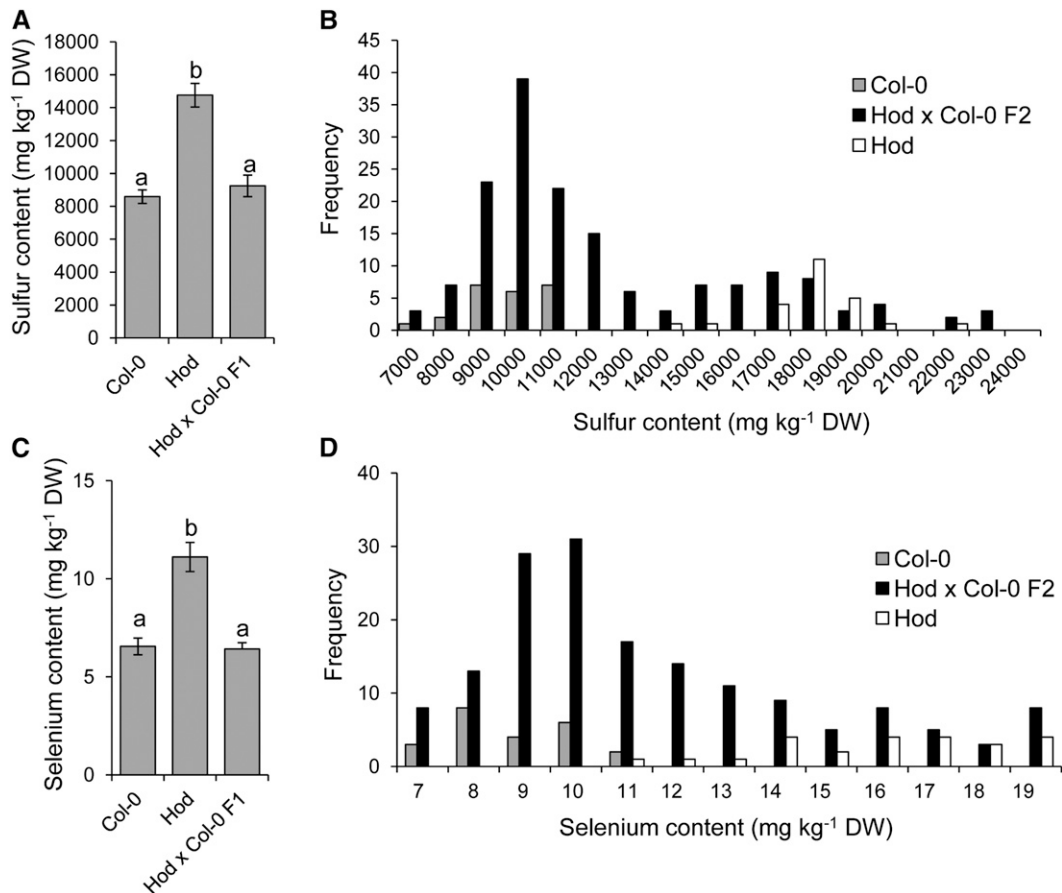 A
Sulfur content (mg kg⁻¹ DW)
18000
16000
14000
12000
10000
8000
6000
4000
2000
0
a
b
a
Col-0
Hod
Hod x Col-0 F1
B
Frequency
45
40
35
30
25
20
15
10
5
0
Col-0
Hod x Col-0 F2
Hod
7000
8000
9000
10000
11000
12000
13000
14000
15000
16000
17000
18000
19000
20000
21000
22000
23000
24000
Sulfur content (mg kg⁻¹ DW)
C
Selenium content (mg kg⁻¹ DW)
15
10
5
0
a
b
a
Col-0
Hod
Hod x Col-0 F1
D
Frequency
40
30
20
10
0
Col-0
Hod x Col-0 F2
Hod
7 8 9 10 11 12 13 14 15 16 17 18 19
Selenium content (mg kg⁻¹ DW)